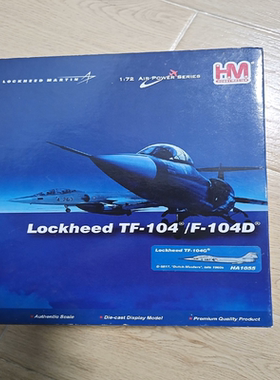 LOCKHEED MARTIN
1:72 AIR POWER SERIES
HM
Lockheed TF-104 /F-104D®
Lockheed TF-104G®
HA1055
Authentic Scale
Die-cast Display Model
Premium Quality Product